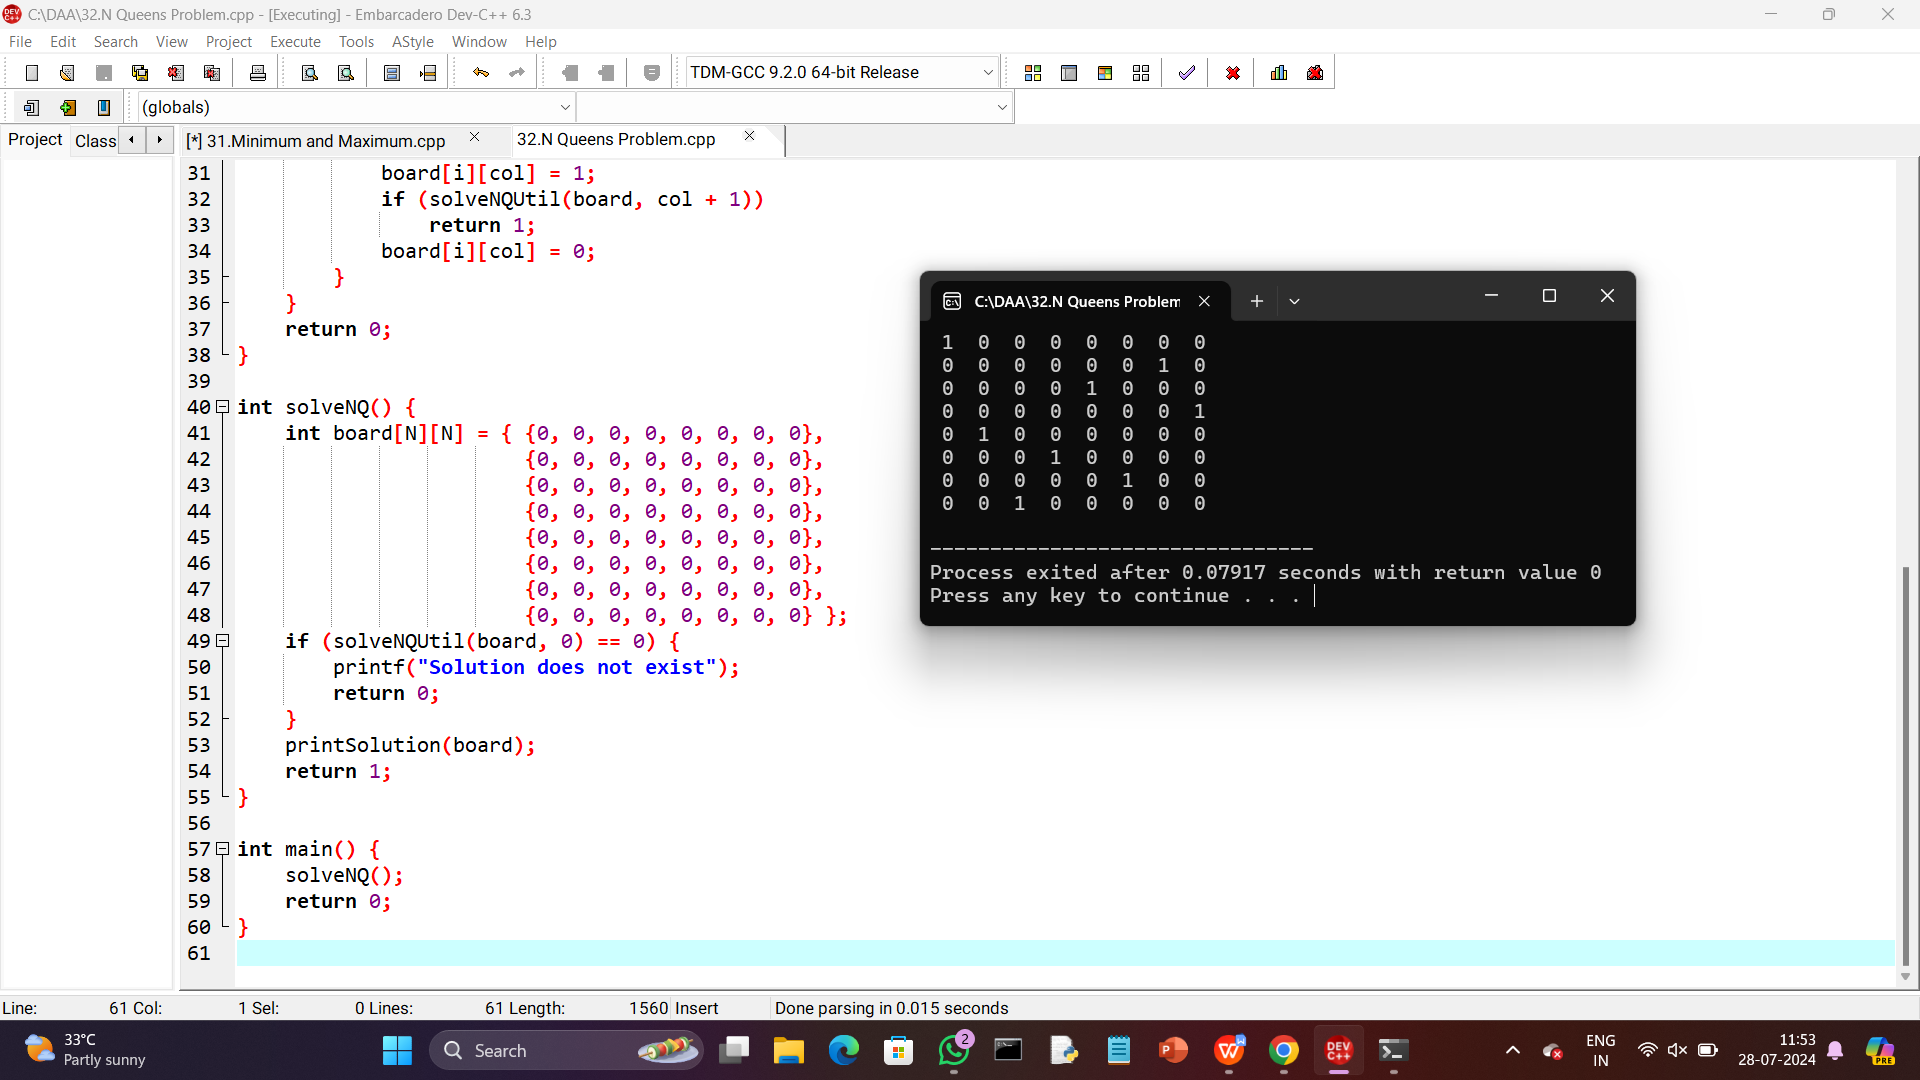 C:\DAA\32.N Queens Problem.cpp - [Executing] - Embarcadero Dev-C++ 6.3
File Edit Search View Project Execute Tools AStyle Window Help
TDM-GCC 9.2.0 64-bit Release
(globals)
Project Class [*] 31.Minimum and Maximum.cpp 32.N Queens Problem.cpp
31 board[i][col] = 1;
32 if (solveNQUtil(board, col + 1))
33 return 1;
34 board[i][col] = 0;
35 }
36 }
37 return 0;
38 }
39
40 int solveNQ() {
41 int board[N][N] = { {0, 0, 0, 0, 0, 0, 0, 0},
42 {0, 0, 0, 0, 0, 0, 0, 0},
43 {0, 0, 0, 0, 0, 0, 0, 0},
44 {0, 0, 0, 0, 0, 0, 0, 0},
45 {0, 0, 0, 0, 0, 0, 0, 0},
46 {0, 0, 0, 0, 0, 0, 0, 0},
47 {0, 0, 0, 0, 0, 0, 0, 0},
48 {0, 0, 0, 0, 0, 0, 0, 0} };
49 if (solveNQUtil(board, 0) == 0) {
50 printf("Solution does not exist");
51 return 0;
52 }
53 printSolution(board);
54 return 1;
55 }
56
57 int main() {
58 solveNQ();
59 return 0;
60 }
61
C:\DAA\32.N Queens Problem
1 0 0 0 0 0 0 0
0 0 0 0 0 0 1 0
0 0 0 0 1 0 0 0
0 0 0 0 0 0 0 1
0 1 0 0 0 0 0 0
0 0 0 1 0 0 0 0
0 0 0 0 0 1 0 0
0 0 1 0 0 0 0 0
--------------------------------
Process exited after 0.07917 seconds with return value 0
Press any key to continue . . .
Line: 61 Col: 1 Sel: 0 Lines: 61 Length: 1560 Insert Done parsing in 0.015 seconds
33°C
Partly sunny
Search
2
DEV C++
ENG
IN
11:53
28-07-2024
PRE